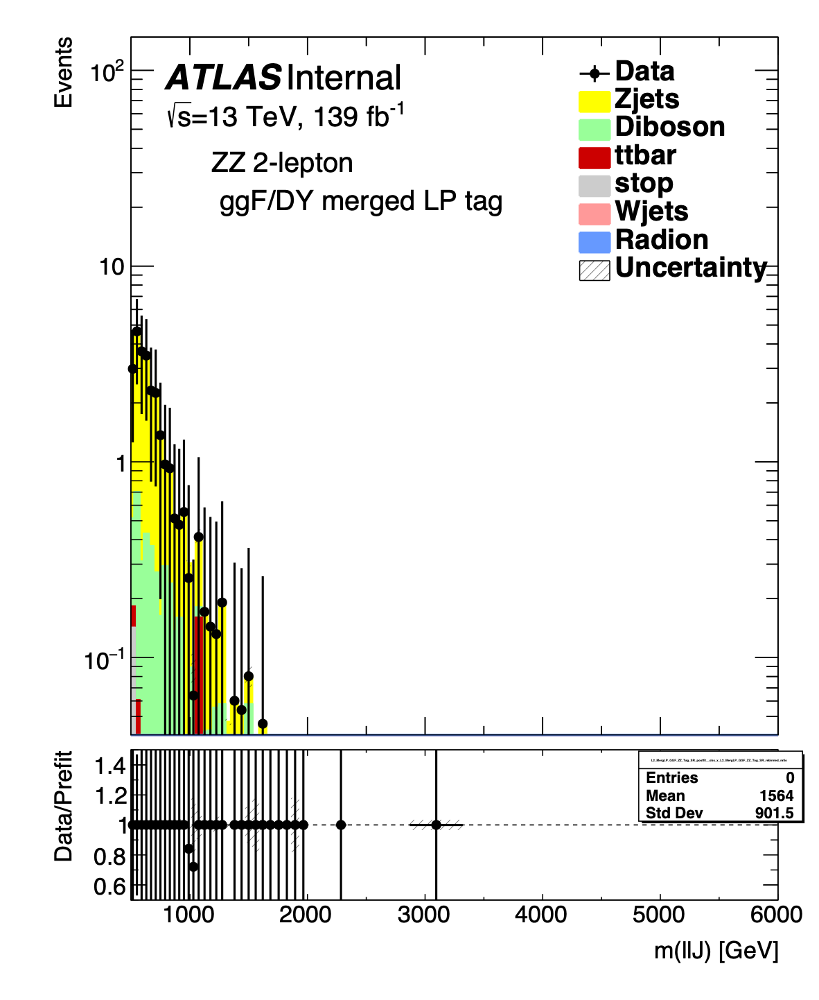 Events
10²
10
1
10⁻¹
ATLAS Internal
√s=13 TeV, 139 fb⁻¹
ZZ 2-lepton
ggF/DY merged LP tag
Data
Zjets
Diboson
ttbar
stop
Wjets
Radion
Uncertainty
Data/Prefit
1.4
1.2
1
0.8
0.6
L2_MergLP_GGF_ZZ_Tag_SR_postfit__obs_x_L2_MergLP_GGF_ZZ_Tag_SR_rebinned_ratio
Entries 0
Mean 1564
Std Dev 901.5
1000 2000 3000 4000 5000 6000
m(llJ) [GeV]